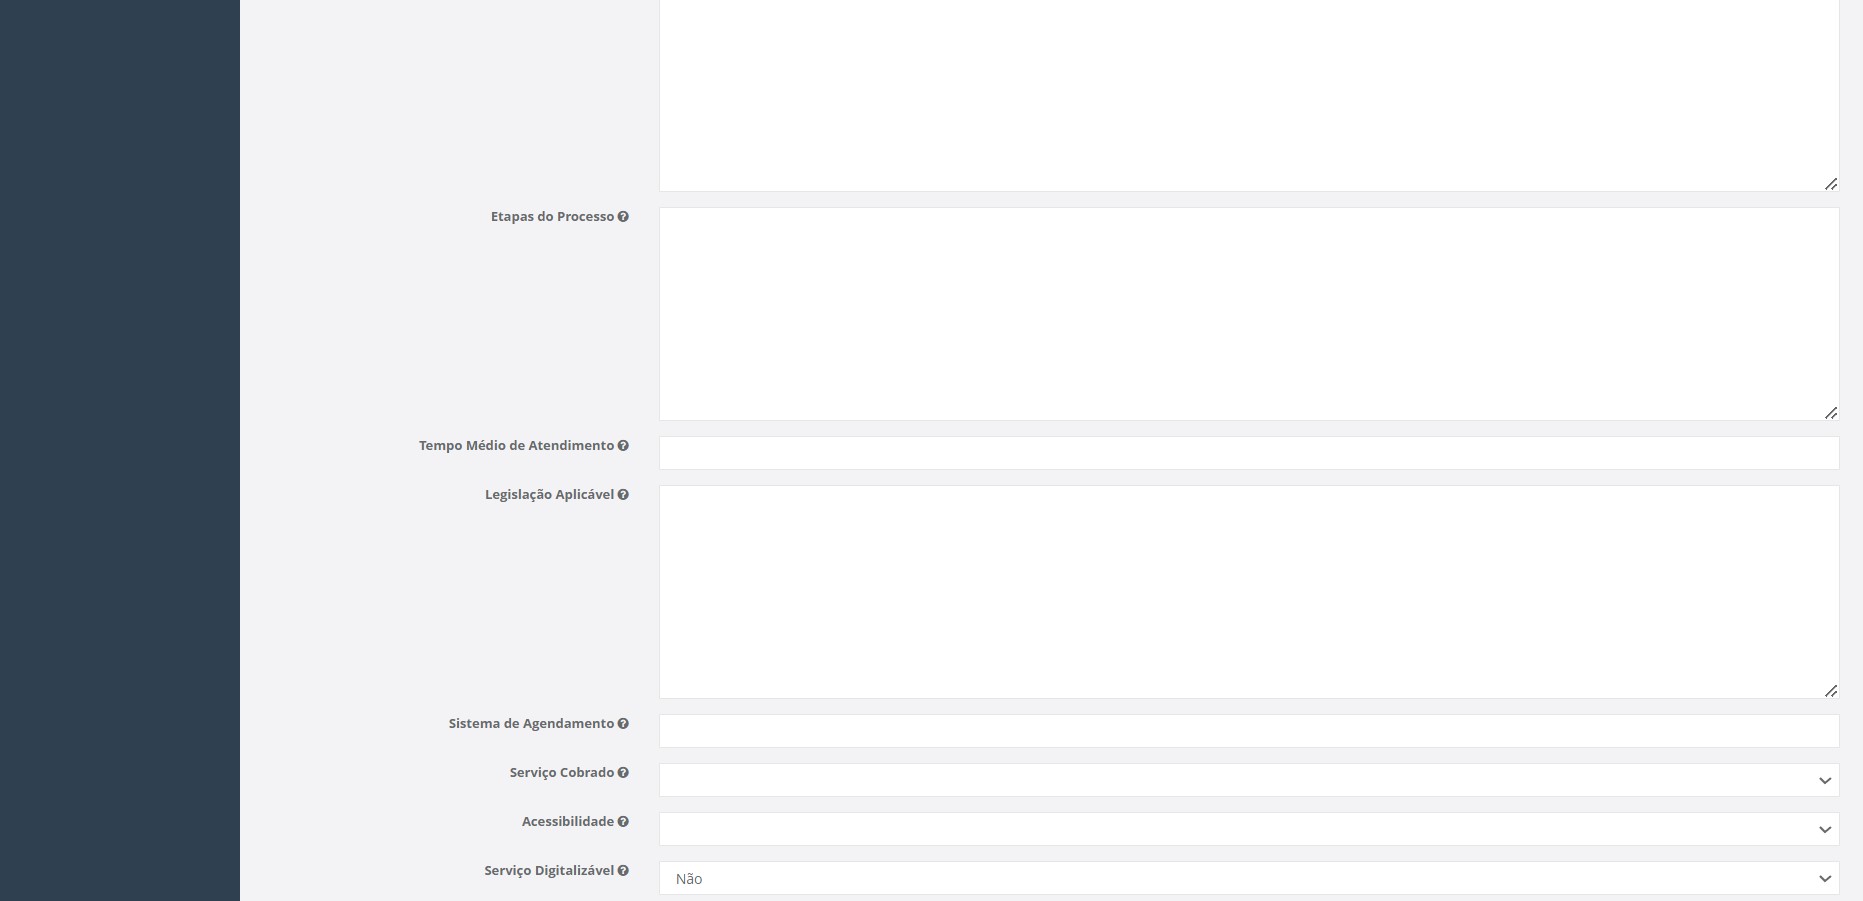 Etapas do Processo
Tempo Médio de Atendimento
Legislação Aplicável
Sistema de Agendamento
Serviço Cobrado
Acessibilidade
Serviço Digitalizável
Não